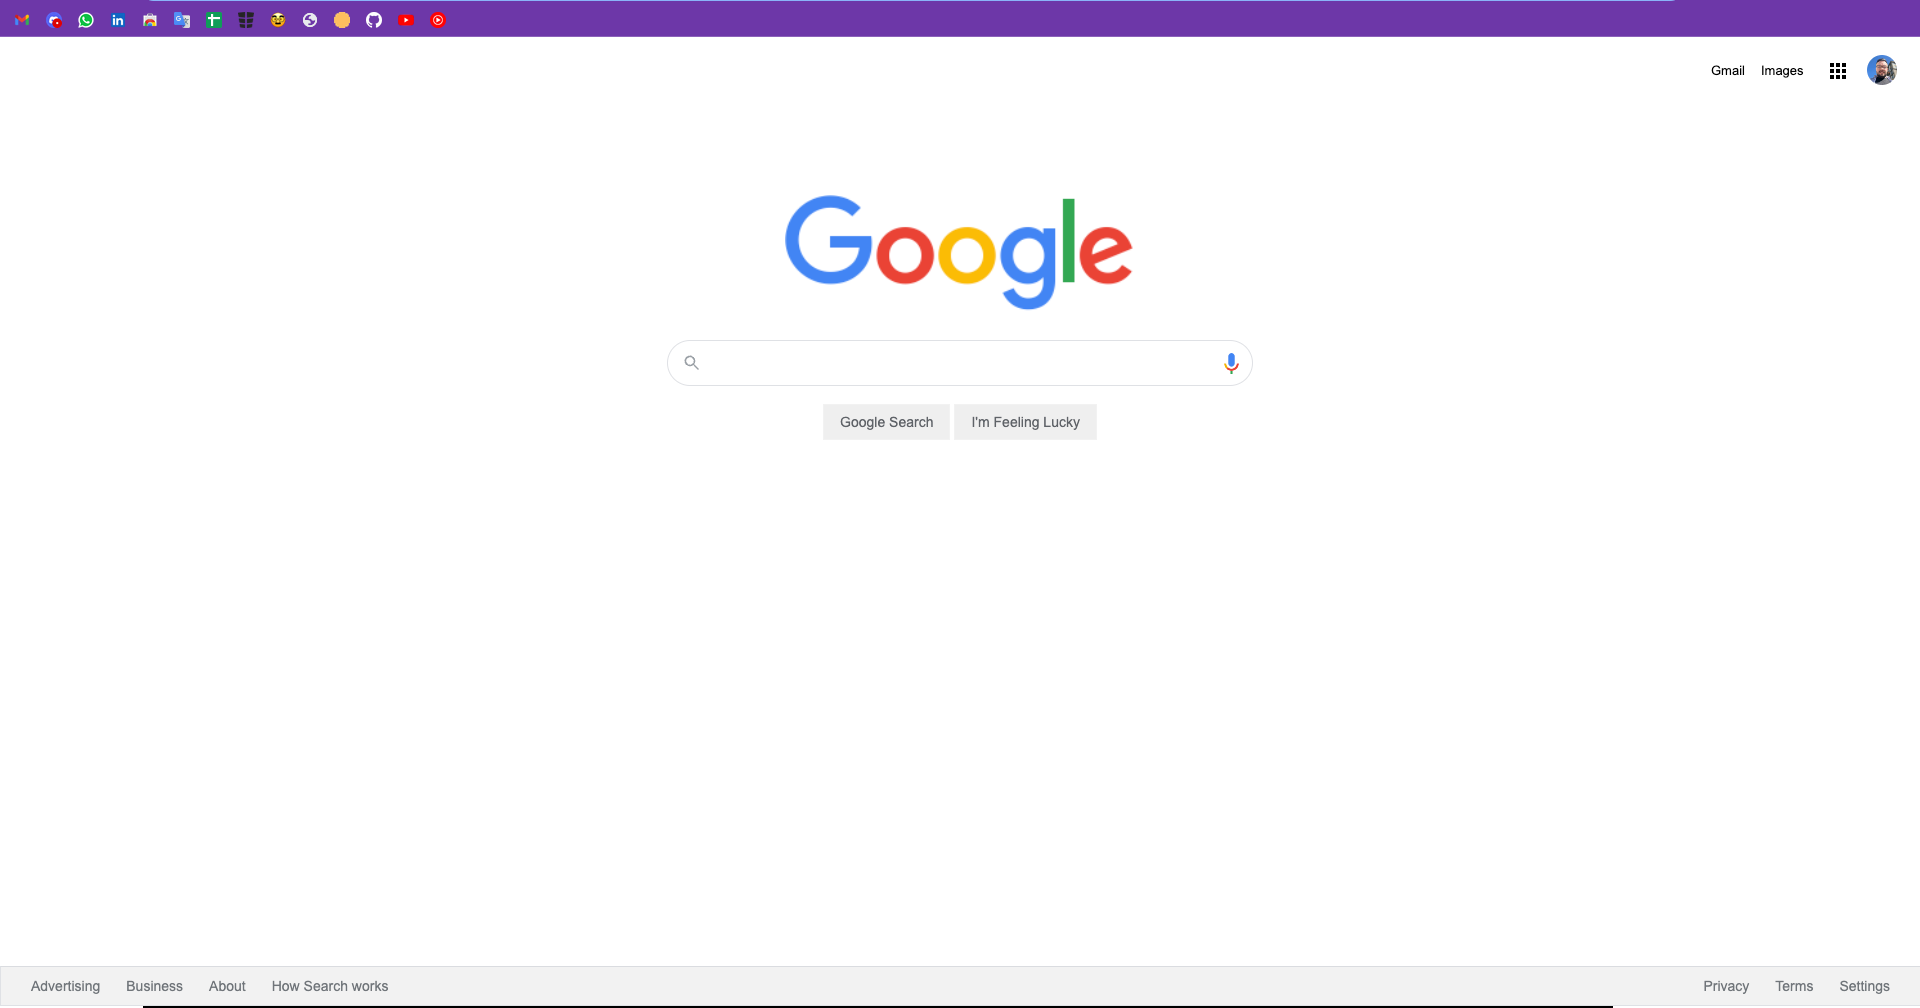 Gmail Images
Google
Google Search I'm Feeling Lucky
Advertising Business About How Search works Privacy Terms Settings